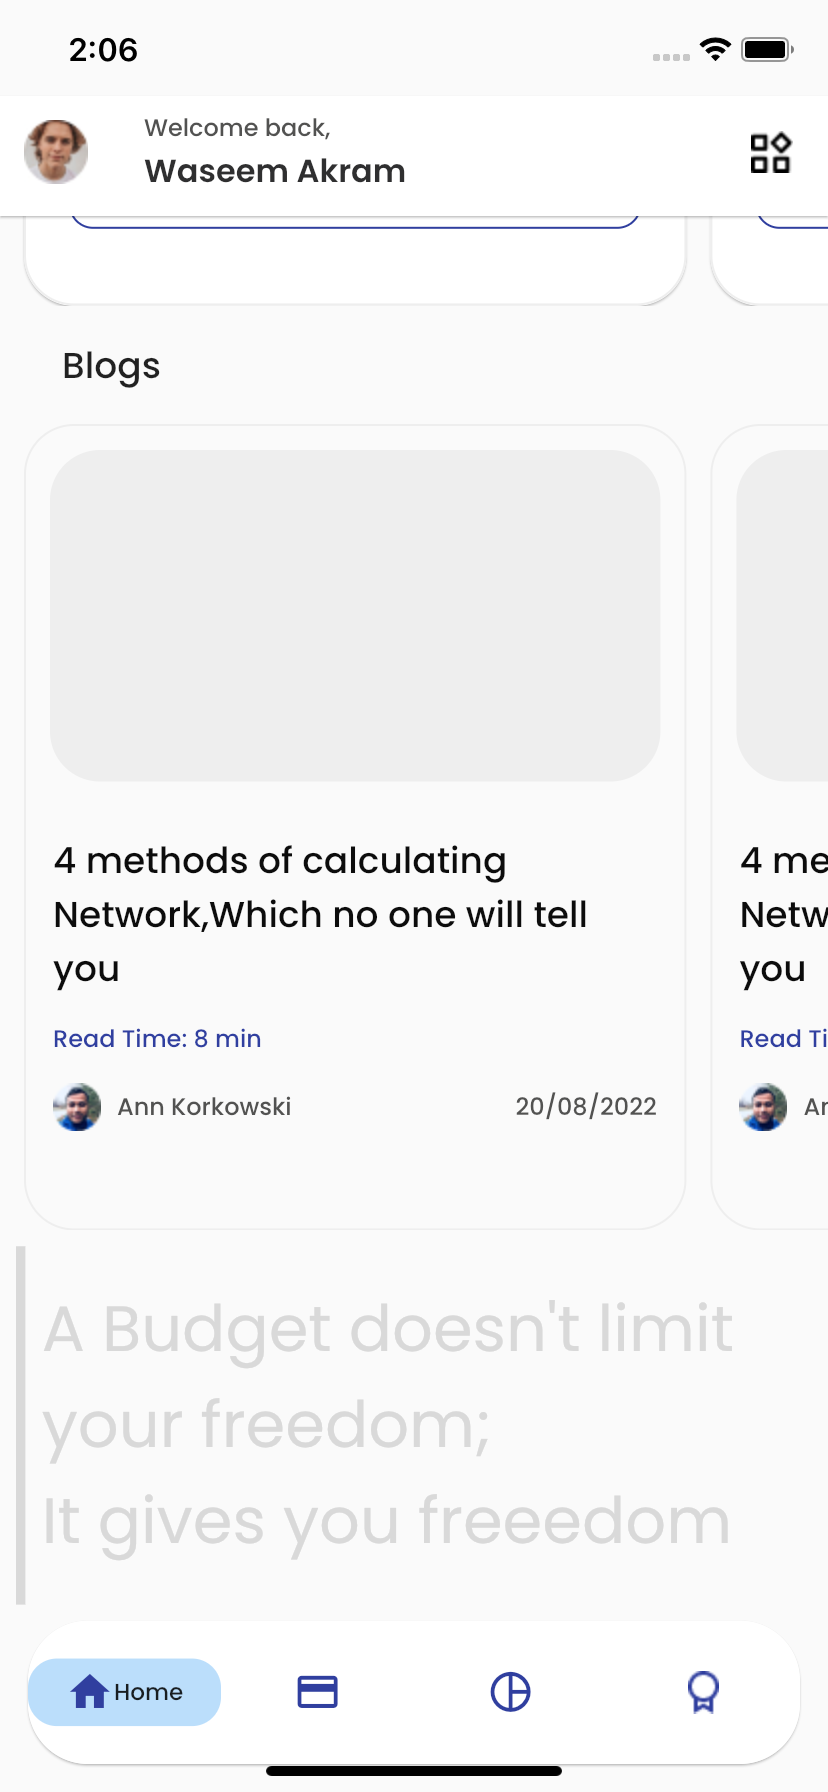 2:06
Welcome back,
Waseem Akram
Blogs
4 methods of calculating
Network,Which no one will tell
you
Read Time: 8 min
Ann Korkowski
20/08/2022
4 me
Netw
you
Read Ti
Ar
A Budget doesn't limit
your freedom;
It gives you freeedom
Home